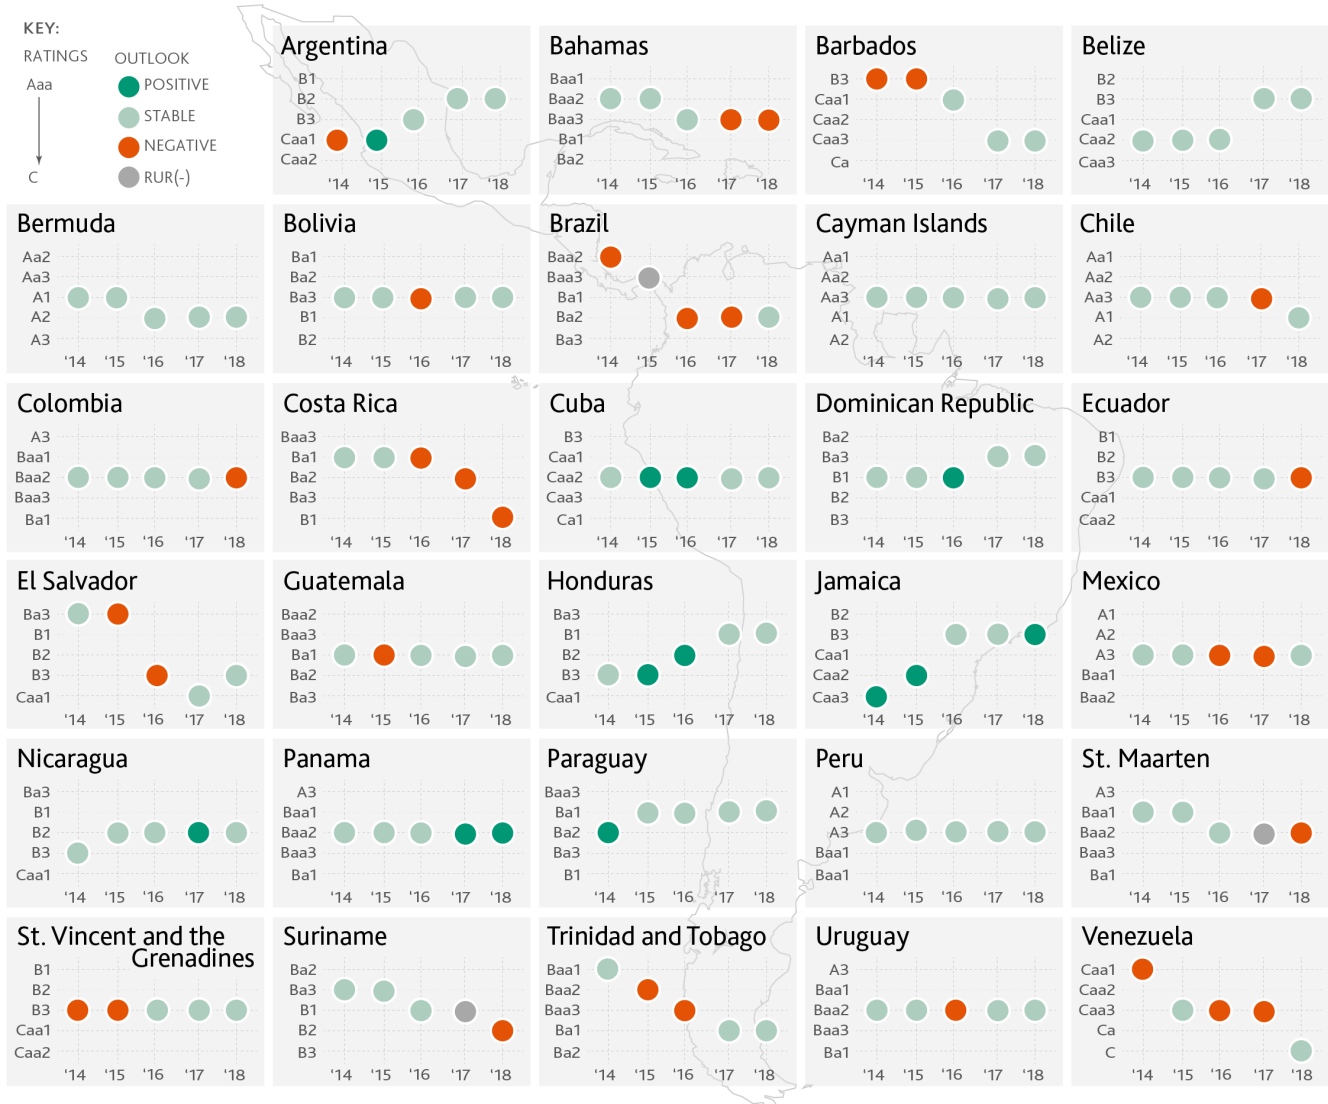 KEY:
RATINGS
Aaa
C
OUTLOOK
POSITIVE
STABLE
NEGATIVE
RUR(-)
Argentina
B1
B2
B3
Caa1
Caa2
'14 '15 '16 '17 '18
Bahamas
Baa1
Baa2
Baa3
Ba1
Ba2
'14 '15 '16 '17 '18
Barbados
B3
Caa1
Caa2
Caa3
Ca
'14 '15 '16 '17 '18
Belize
B2
B3
Caa1
Caa2
Caa3
'14 '15 '16 '17 '18
Bermuda
Aa2
Aa3
A1
A2
A3
'14 '15 '16 '17 '18
Bolivia
Ba1
Ba2
Ba3
B1
B2
'14 '15 '16 '17 '18
Brazil
Baa2
Baa3
Ba1
Ba2
Ba3
'14 '15 '16 '17 '18
Cayman Islands
Aa1
Aa2
Aa3
A1
A2
'14 '15 '16 '17 '18
Chile
Aa1
Aa2
Aa3
A1
A2
'14 '15 '16 '17 '18
Colombia
A3
Baa1
Baa2
Baa3
Ba1
'14 '15 '16 '17 '18
Costa Rica
Baa3
Ba1
Ba2
Ba3
B1
'14 '15 '16 '17 '18
Cuba
B3
Caa1
Caa2
Caa3
Ca1
'14 '15 '16 '17 '18
Dominican Republic
Ba2
Ba3
B1
B2
B3
'14 '15 '16 '17 '18
Ecuador
B1
B2
B3
Caa1
Caa2
'14 '15 '16 '17 '18
El Salvador
Ba3
B1
B2
B3
Caa1
'14 '15 '16 '17 '18
Guatemala
Baa2
Baa3
Ba1
Ba2
Ba3
'14 '15 '16 '17 '18
Honduras
Ba3
B1
B2
B3
Caa1
'14 '15 '16 '17 '18
Jamaica
B2
B3
Caa1
Caa2
Caa3
'14 '15 '16 '17 '18
Mexico
A1
A2
A3
Baa1
Baa2
'14 '15 '16 '17 '18
Nicaragua
Ba3
B1
B2
B3
Caa1
'14 '15 '16 '17 '18
Panama
A3
Baa1
Baa2
Baa3
Ba1
'14 '15 '16 '17 '18
Paraguay
Baa3
Ba1
Ba2
Ba3
B1
'14 '15 '16 '17 '18
Peru
A1
A2
A3
Baa1
Baa1
'14 '15 '16 '17 '18
St. Maarten
A3
Baa1
Baa2
Baa3
Ba1
'14 '15 '16 '17 '18
St. Vincent and the
Grenadines
B1
B2
B3
Caa1
Caa2
'14 '15 '16 '17 '18
Suriname
Ba2
Ba3
B1
B2
B3
'14 '15 '16 '17 '18
Trinidad and Tobago
Baa1
Baa2
Baa3
Ba1
Ba2
'14 '15 '16 '17 '18
Uruguay
A3
Baa1
Baa2
Baa3
Ba1
'14 '15 '16 '17 '18
Venezuela
Caa1
Caa2
Caa3
Ca
C
'14 '15 '16 '17 '18